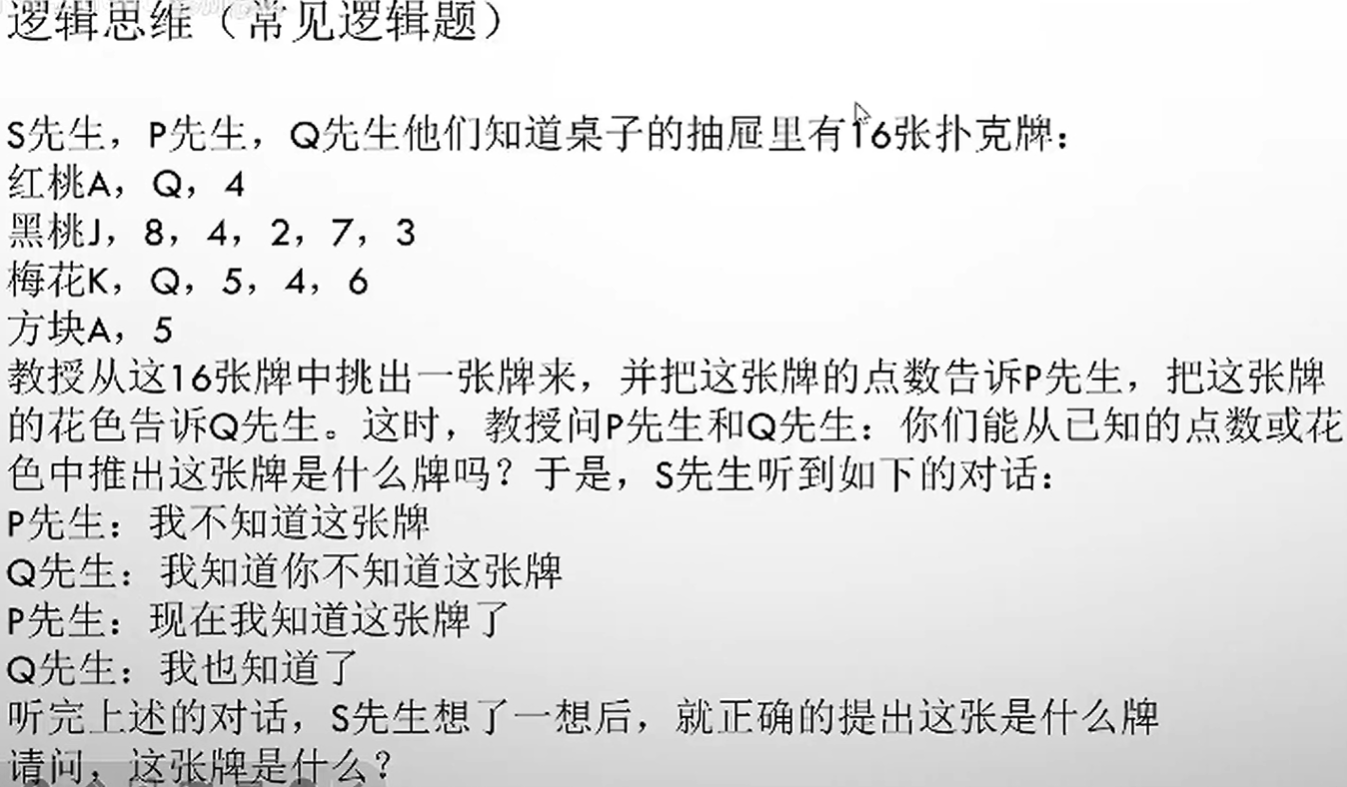 逻辑思维（常见逻辑题）
S先生，P先生，Q先生他们知道桌子的抽屉里有16张扑克牌：
红桃A，Q，4
黑桃J，8，4，2，7，3
梅花K，Q，5，4，6
方块A，5
教授从这16张牌中挑出一张牌来，并把这张牌的点数告诉P先生，把这张牌
的花色告诉Q先生。这时，教授问P先生和Q先生：你们能从已知的点数或花
色中推出这张牌是什么牌吗？于是，S先生听到如下的对话：
P先生：我不知道这张牌
Q先生：我知道你不知道这张牌
P先生：现在我知道这张牌了
Q先生：我也知道了
听完上述的对话，S先生想了一想后，就正确的提出这张是什么牌
请问，这张牌是什么？